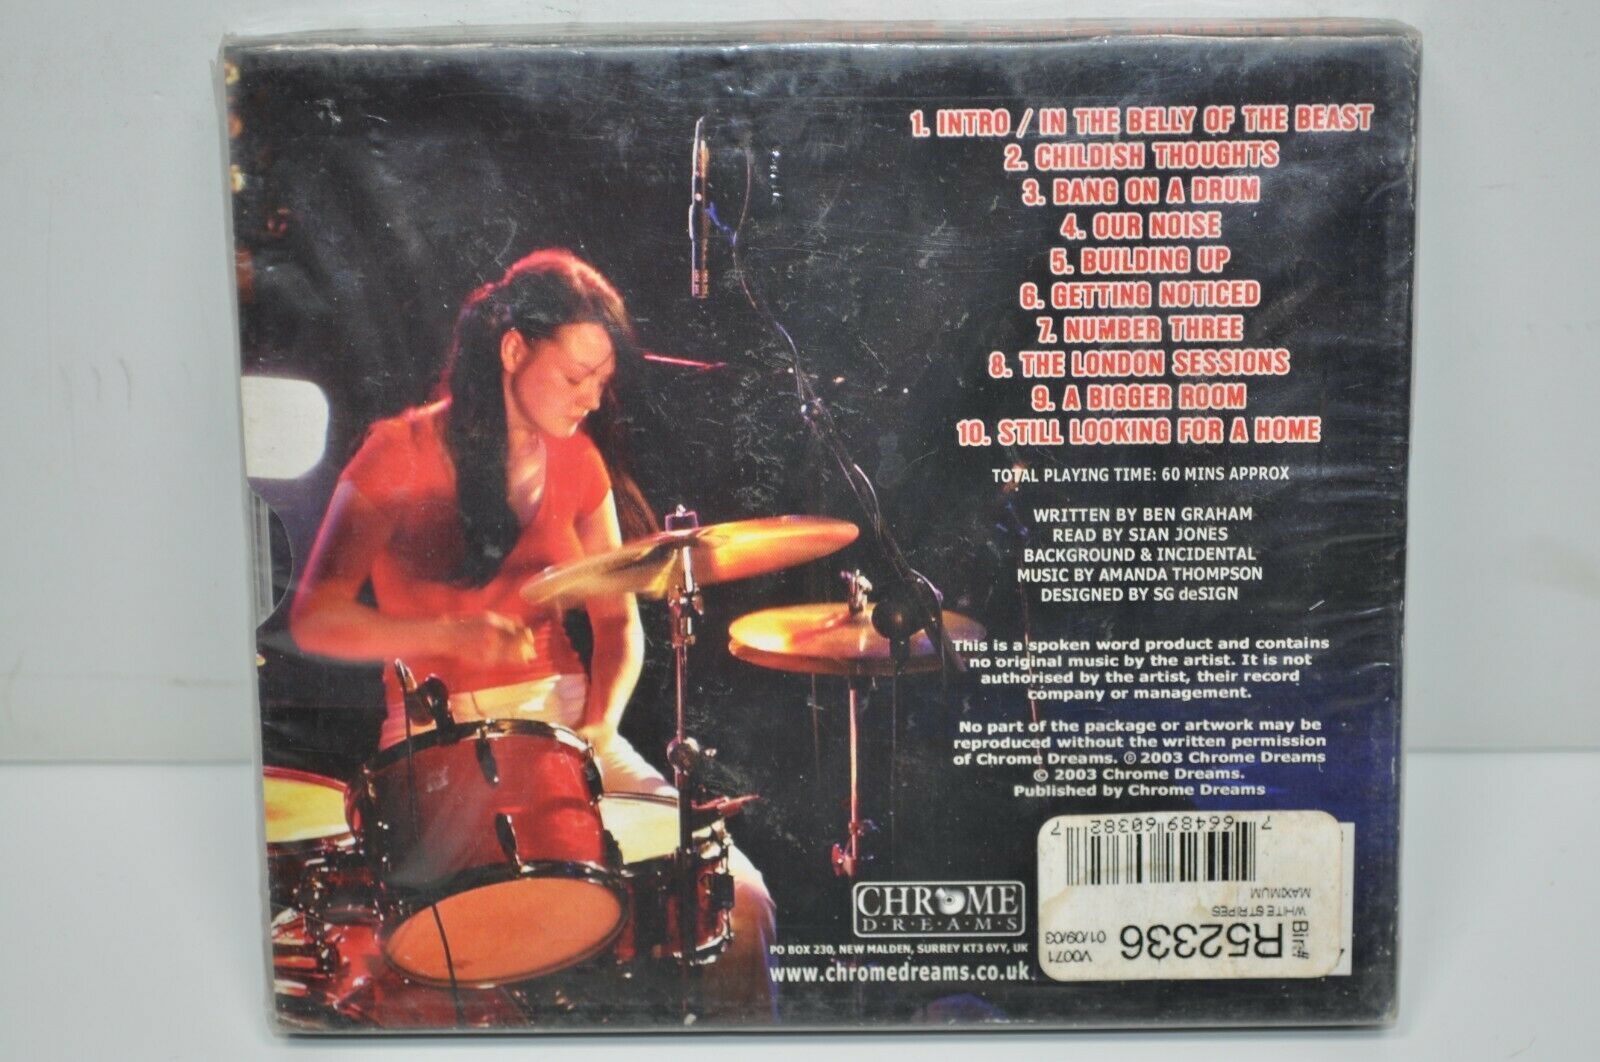 1. INTRO / IN THE BELLY OF THE BEAST
2. CHILDISH THOUGHTS
3. BANG ON A DRUM
4. OUR NOISE
5. BUILDING UP
6. GETTING NOTICED
7. NUMBER THREE
8. THE LONDON SESSIONS
9. A BIGGER ROOM
10. STILL LOOKING FOR A HOME
TOTAL PLAYING TIME: 60 MINS APPROX
WRITTEN BY BEN GRAHAM
READ BY SIAN JONES
BACKGROUND & INCIDENTAL
MUSIC BY AMANDA THOMPSON
DESIGNED BY SG deSIGN
This is a spoken word product and contains
no original music by the artist. It is not
authorised by the artist, their record
company or management.
No part of the package or artwork may be
reproduced without the written permission
of Chrome Dreams. ℗ 2003 Chrome Dreams
© 2003 Chrome Dreams.
Published by Chrome Dreams
CHROME
DREAMS
PO BOX 230, NEW MALDEN, SURREY KT3 6YY, UK
www.chromedreams.co.uk
V0071 01/09/03
R52336
WHITE STRIPES
MAXIMUM
7 66489 60382 7